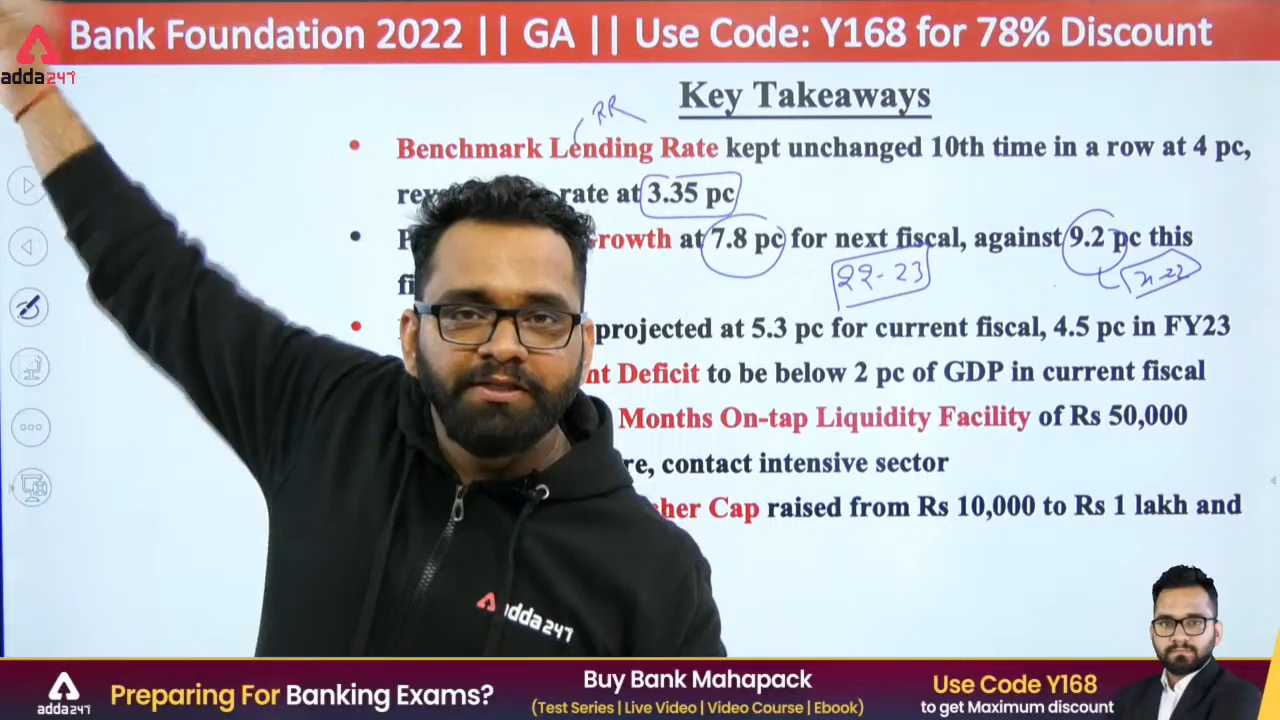 Bank Foundation 2022 || GA || Use Code: Y168 for 78% Discount
adda247
Key Takeaways
RR
Benchmark Lending Rate kept unchanged 10th time in a row at 4 pc,
rate at 3.35 pc
at 7.8 pc for next fiscal, against 9.2 pc this
22-23
projected at 5.3 pc for current fiscal, 4.5 pc in FY23
Deficit to be below 2 pc of GDP in current fiscal
Months On-tap Liquidity Facility of Rs 50,000
contact intensive sector
Cap raised from Rs 10,000 to Rs 1 lakh and
adda247
adda247
Preparing For Banking Exams?
Buy Bank Mahapack
(Test Series | Live Video | Video Course | Ebook)
Use Code Y168
to get Maximum discount